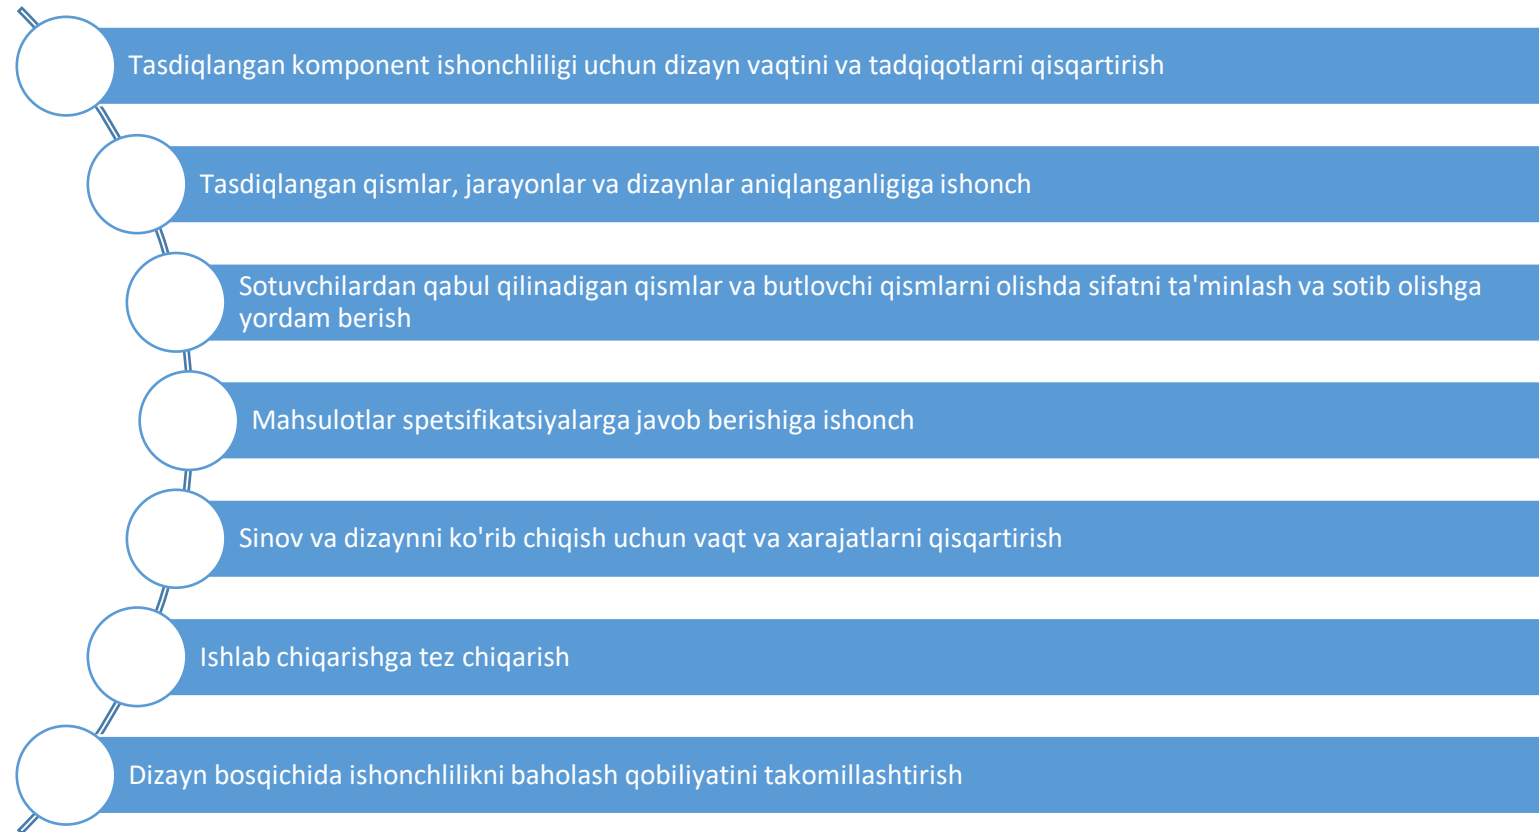 Tasdiqlangan komponent ishonchliligi uchun dizayn vaqtini va tadqiqotlarni qisqartirish
Tasdiqlangan qismlar, jarayonlar va dizaynlar aniqlanganligiga ishonch
Sotuvchilardan qabul qilinadigan qismlar va butlovchi qismlarni olishda sifatni ta'minlash va sotib olishga
yordam berish
Mahsulotlar spetsifikatsiyalarga javob berishiga ishonch
Sinov va dizaynni ko'rib chiqish uchun vaqt va xarajatlarni qisqartirish
Ishlab chiqarishga tez chiqarish
Dizayn bosqichida ishonchlilikni baholash qobiliyatini takomillashtirish